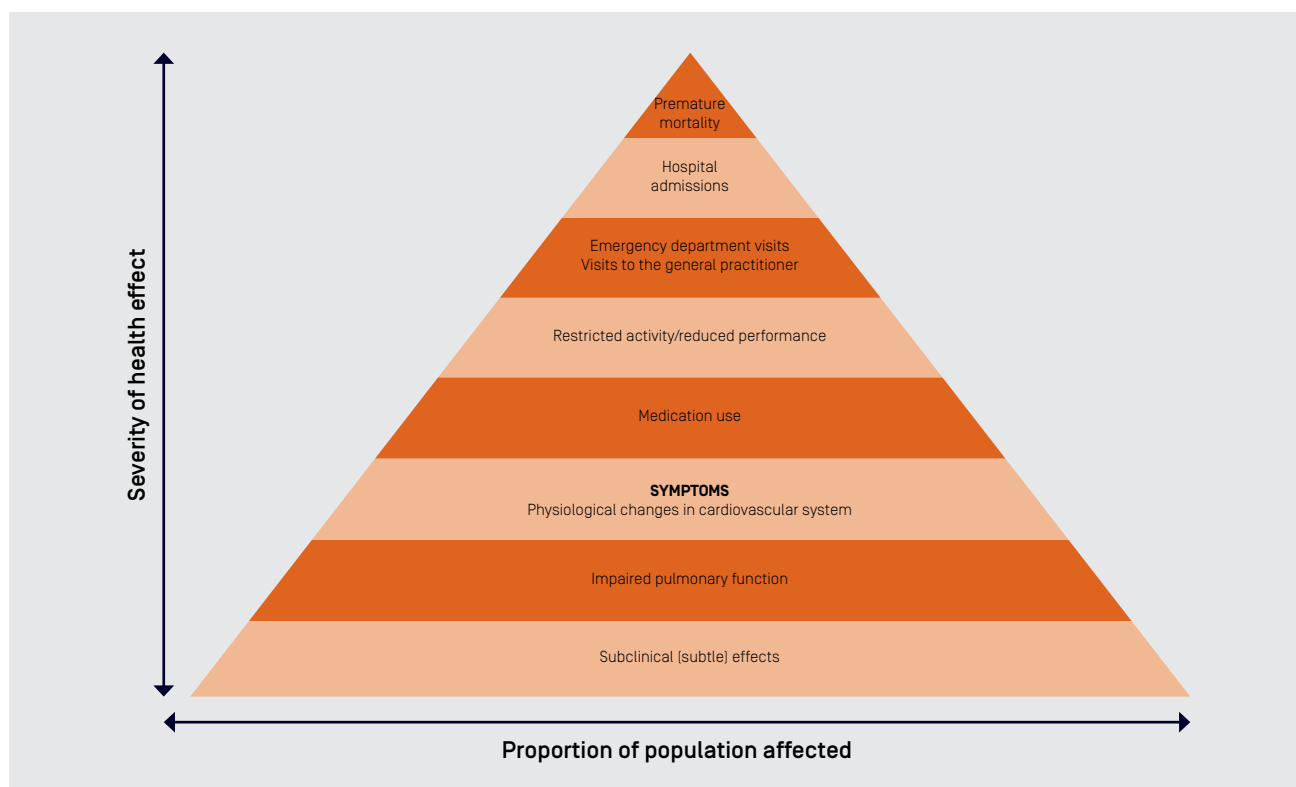 Premature
mortality
Hospital
admissions
Emergency department visits
Visits to the general practitioner
Restricted activity/reduced performance
Medication use
SYMPTOMS
Physiological changes in cardiovascular system
Impaired pulmonary function
Subclinical (subtle) effects
Severity of health effect
Proportion of population affected